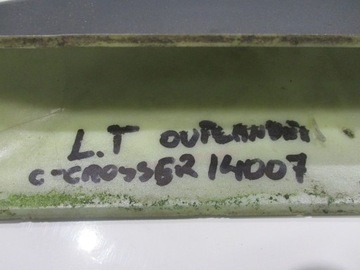 L.T OUTLANDER
C-CROSSER 14007